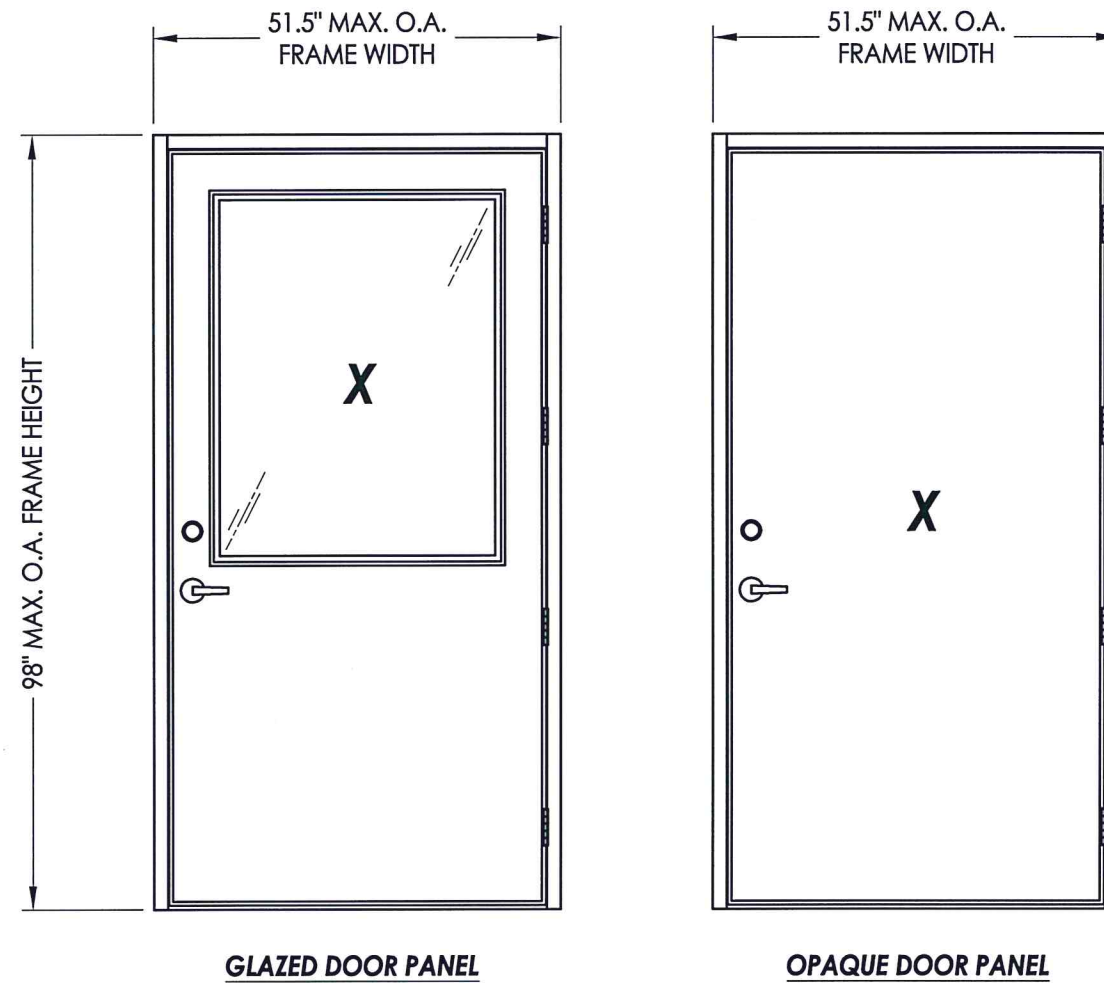 51.5" MAX. O.A.
FRAME WIDTH
51.5" MAX. O.A.
FRAME WIDTH
98" MAX. O.A. FRAME HEIGHT
X
X
GLAZED DOOR PANEL
OPAQUE DOOR PANEL